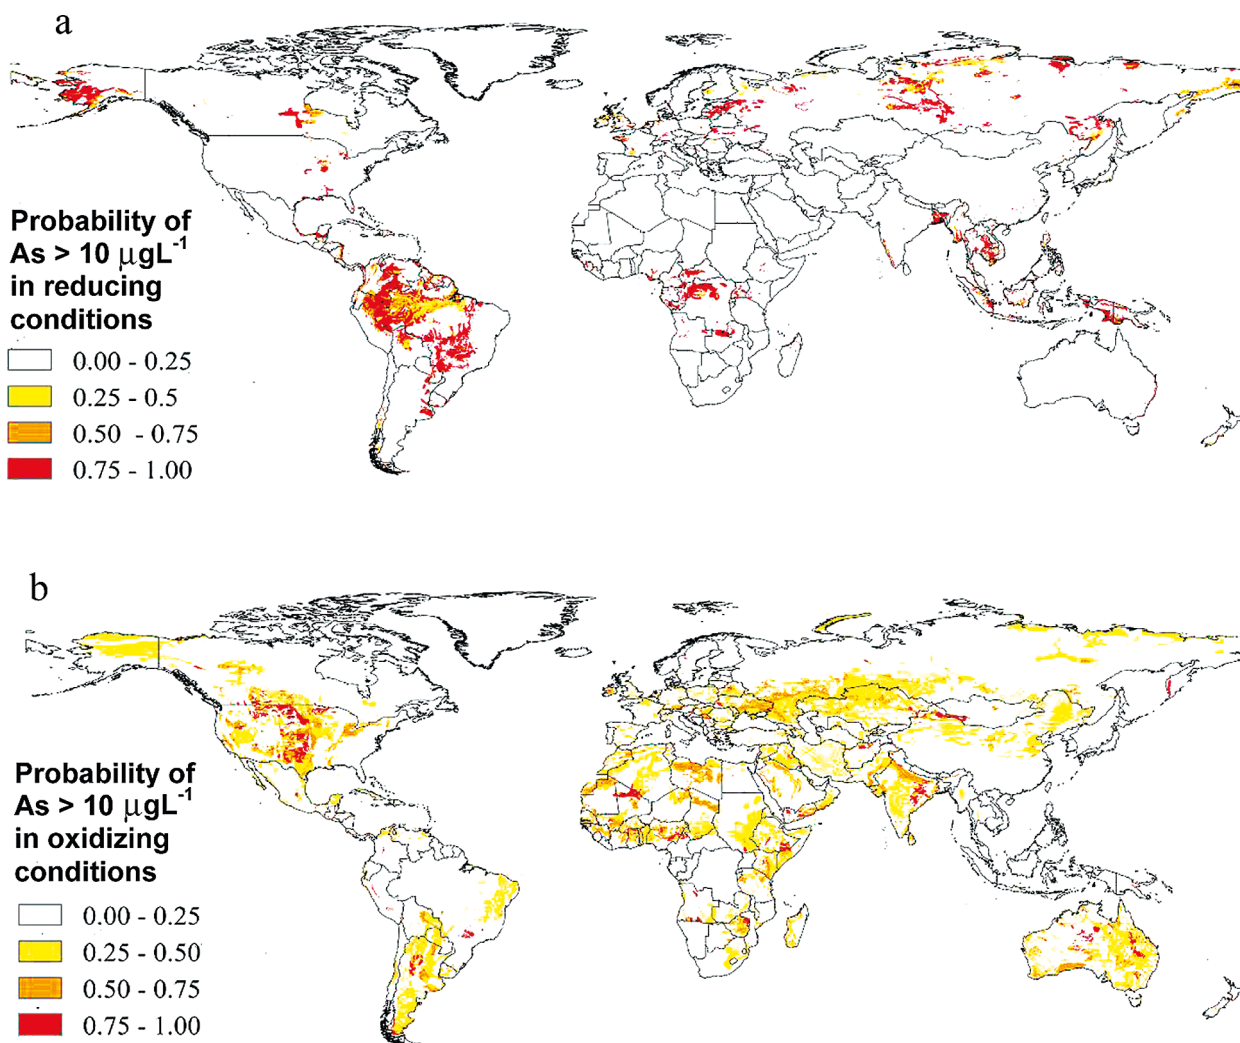 a
Probability of
As > 10 μgL⁻¹
in reducing
conditions
0.00 - 0.25
0.25 - 0.5
0.50 - 0.75
0.75 - 1.00
b
Probability of
As > 10 μgL⁻¹
in oxidizing
conditions
0.00 - 0.25
0.25 - 0.50
0.50 - 0.75
0.75 - 1.00